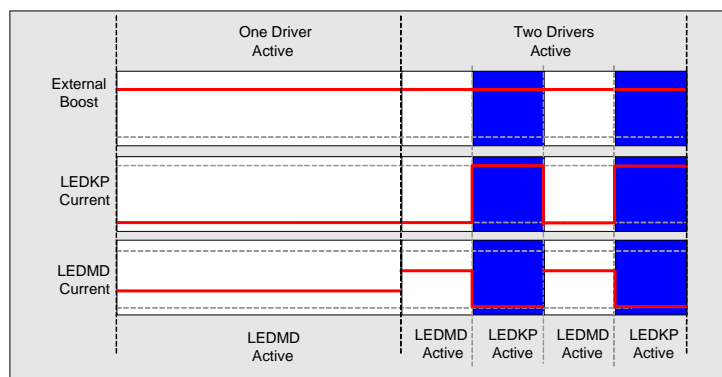 One Driver
Active
Two Drivers
Active
External
Boost
LEDKP
Current
LEDMD
Current
LEDMD
Active
LEDMD
Active
LEDKP
Active
LEDMD
Active
LEDKP
Active